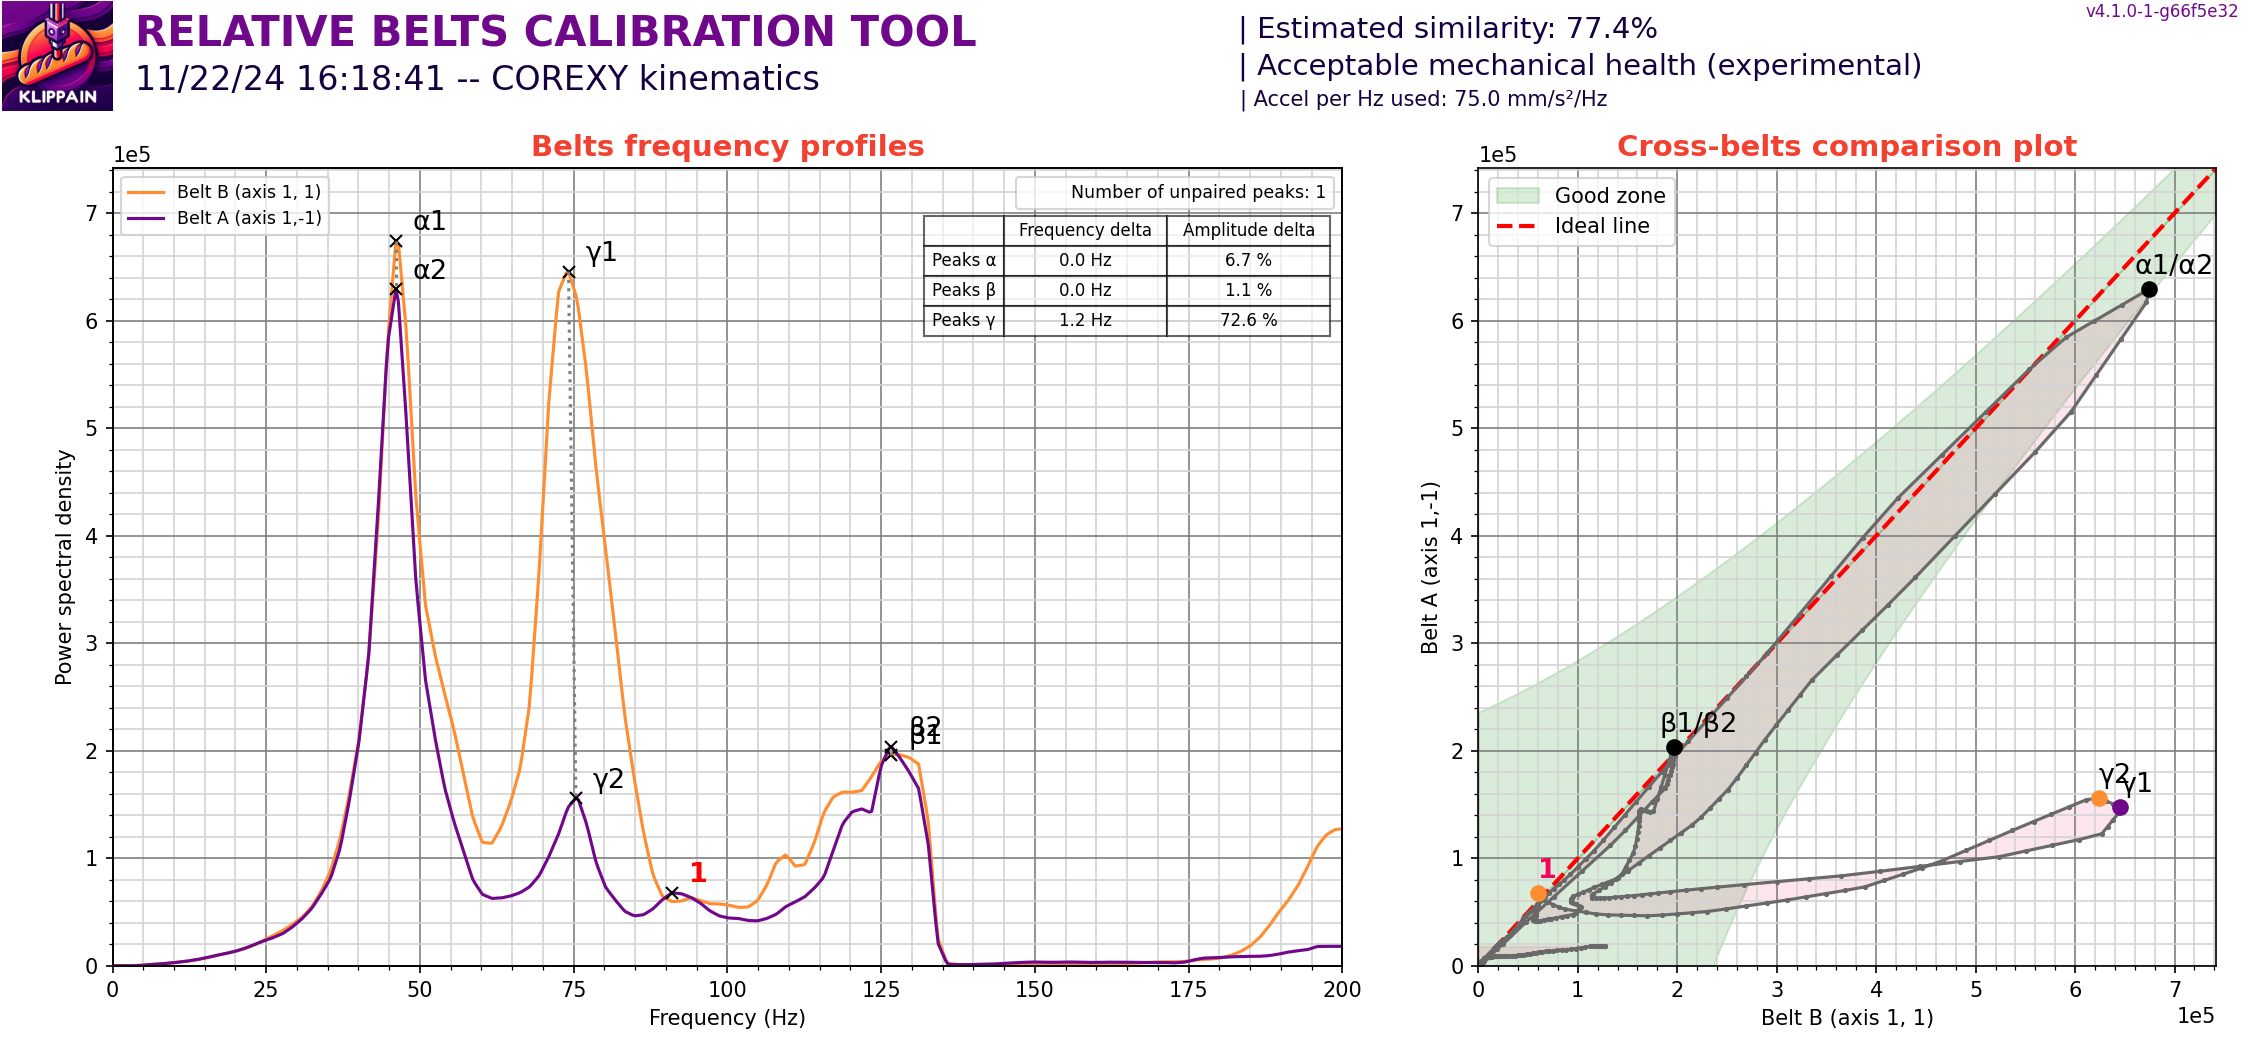 v4.1.0-1-g66f5e32
KLIPPAIN
RELATIVE BELTS CALIBRATION TOOL
11/22/24 16:18:41 -- COREXY kinematics
| Estimated similarity: 77.4%
| Acceptable mechanical health (experimental)
| Accel per Hz used: 75.0 mm/s²/Hz
Belts frequency profiles
1e5
Belt B (axis 1, 1)
Belt A (axis 1,-1)
Number of unpaired peaks: 1
Frequency delta Amplitude delta
Peaks α 0.0 Hz 6.7 %
Peaks β 0.0 Hz 1.1 %
Peaks γ 1.2 Hz 72.6 %
α1
α2
γ1
γ2
β2
β1
1
7
6
5
4
3
2
1
0
Power spectral density
0 25 50 75 100 125 150 175 200
Frequency (Hz)
Cross-belts comparison plot
1e5
Good zone
Ideal line
α1/α2
β1/β2
γ2
γ1
1
7
6
5
4
3
2
1
0
Belt A (axis 1,-1)
0 1 2 3 4 5 6 7
1e5
Belt B (axis 1, 1)